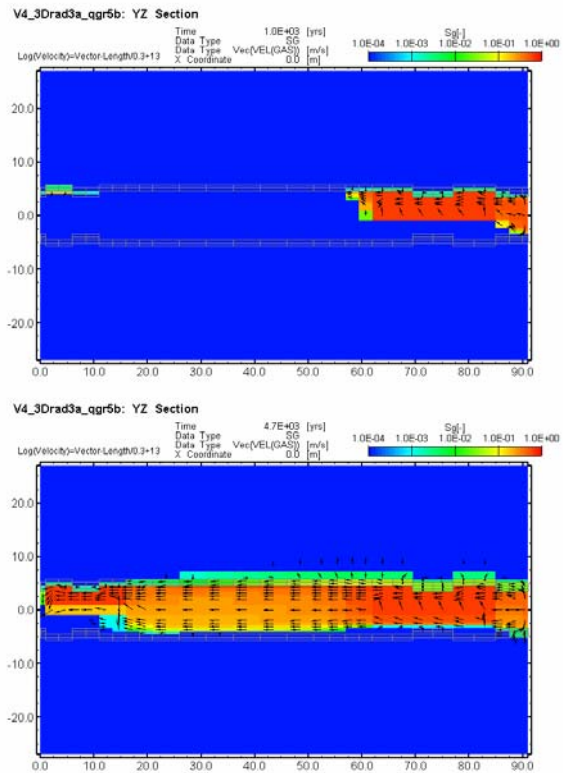 V4_3Drad3a_qgr5b: YZ Section
Time 1.0E+03 [yrs]
Data Type SG
Data Type Vec(VEL(GAS)) [m/s]
Log(Velocity)=Vector-Length/0.3+13 X Coordinate 0.0 [m]
Sg[-]
1.0E-04 1.0E-03 1.0E-02 1.0E-01 1.0E+00
20.0
10.0
0.0
-10.0
-20.0
0.0 10.0 20.0 30.0 40.0 50.0 60.0 70.0 80.0 90.0
V4_3Drad3a_qgr5b: YZ Section
Time 4.7E+03 [yrs]
Data Type SG
Data Type Vec(VEL(GAS)) [m/s]
Log(Velocity)=Vector-Length/0.3+13 X Coordinate 0.0 [m]
Sg[-]
1.0E-04 1.0E-03 1.0E-02 1.0E-01 1.0E+00
20.0
10.0
0.0
-10.0
-20.0
0.0 10.0 20.0 30.0 40.0 50.0 60.0 70.0 80.0 90.0